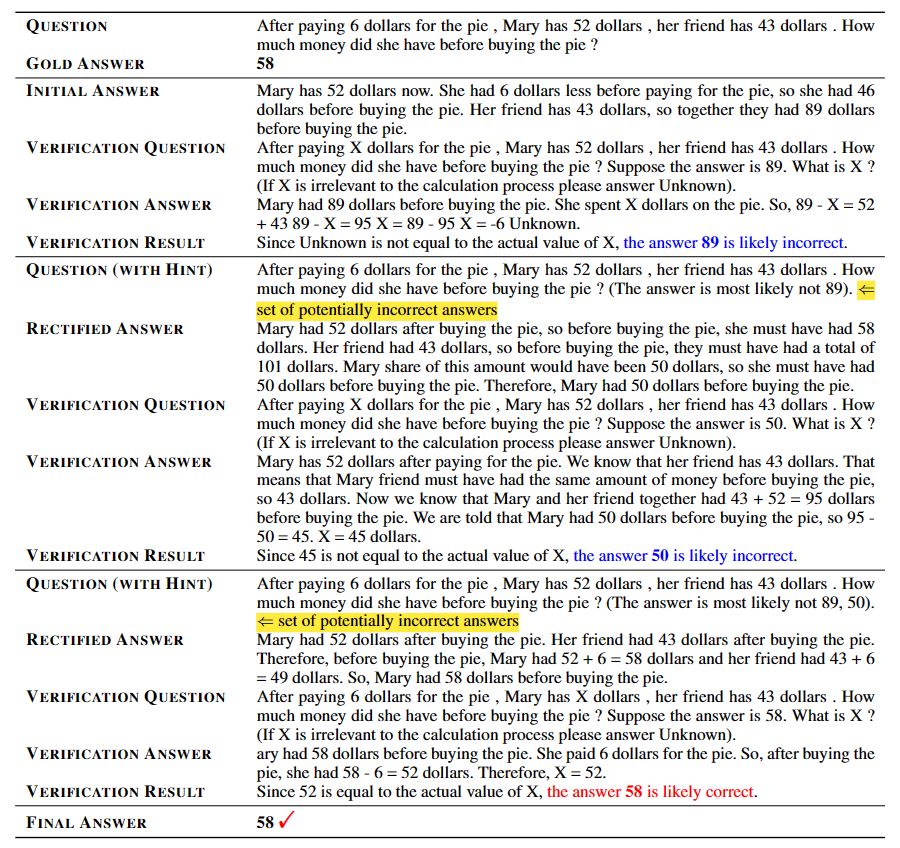 QUESTION After paying 6 dollars for the pie , Mary has 52 dollars , her friend has 43 dollars . How
much money did she have before buying the pie ?
GOLD ANSWER 58
INITIAL ANSWER Mary has 52 dollars now. She had 6 dollars less before paying for the pie, so she had 46
dollars before buying the pie. Her friend has 43 dollars, so together they had 89 dollars
before buying the pie.
VERIFICATION QUESTION After paying X dollars for the pie , Mary has 52 dollars , her friend has 43 dollars . How
much money did she have before buying the pie ? Suppose the answer is 89. What is X ?
(If X is irrelevant to the calculation process please answer Unknown).
VERIFICATION ANSWER Mary had 89 dollars before buying the pie. She spent X dollars on the pie. So, 89 - X = 52
+ 43 89 - X = 95 X = 89 - 95 X = -6 Unknown.
VERIFICATION RESULT Since Unknown is not equal to the actual value of X, the answer 89 is likely incorrect.
QUESTION (WITH HINT) After paying 6 dollars for the pie , Mary has 52 dollars , her friend has 43 dollars . How
much money did she have before buying the pie ? (The answer is most likely not 89). ⇐
set of potentially incorrect answers
RECTIFIED ANSWER Mary had 52 dollars after buying the pie, so before buying the pie, she must have had 58
dollars. Her friend had 43 dollars, so before buying the pie, they must have had a total of
101 dollars. Mary share of this amount would have been 50 dollars, so she must have had
50 dollars before buying the pie. Therefore, Mary had 50 dollars before buying the pie.
VERIFICATION QUESTION After paying X dollars for the pie , Mary has 52 dollars , her friend has 43 dollars . How
much money did she have before buying the pie ? Suppose the answer is 50. What is X ?
(If X is irrelevant to the calculation process please answer Unknown).
VERIFICATION ANSWER Mary has 52 dollars after paying for the pie. We know that her friend has 43 dollars. That
means that Mary friend must have had the same amount of money before buying the pie,
so 43 dollars. Now we know that Mary and her friend together had 43 + 52 = 95 dollars
before buying the pie. We are told that Mary had 50 dollars before buying the pie, so 95 -
50 = 45. X = 45 dollars.
VERIFICATION RESULT Since 45 is not equal to the actual value of X, the answer 50 is likely incorrect.
QUESTION (WITH HINT) After paying 6 dollars for the pie , Mary has 52 dollars , her friend has 43 dollars . How
much money did she have before buying the pie ? (The answer is most likely not 89, 50).
⇐ set of potentially incorrect answers
RECTIFIED ANSWER Mary had 52 dollars after buying the pie. Her friend had 43 dollars after buying the pie.
Therefore, before buying the pie, Mary had 52 + 6 = 58 dollars and her friend had 43 + 6
= 49 dollars. So, Mary had 58 dollars before buying the pie.
VERIFICATION QUESTION After paying 6 dollars for the pie , Mary has X dollars , her friend has 43 dollars . How
much money did she have before buying the pie ? Suppose the answer is 58. What is X ?
(If X is irrelevant to the calculation process please answer Unknown).
VERIFICATION ANSWER ary had 58 dollars before buying the pie. She paid 6 dollars for the pie. So, after buying the
pie, she had 58 - 6 = 52 dollars. Therefore, X = 52.
VERIFICATION RESULT Since 52 is equal to the actual value of X, the answer 58 is likely correct.
FINAL ANSWER 58 ✓